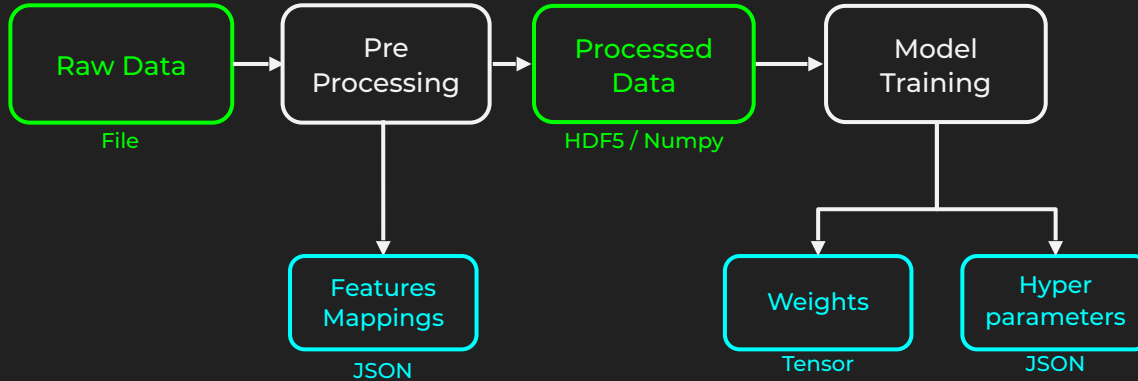 Raw Data
File
Pre
Processing
Processed
Data
HDF5 / Numpy
Model
Training
Features
Mappings
JSON
Weights
Tensor
Hyper
parameters
JSON